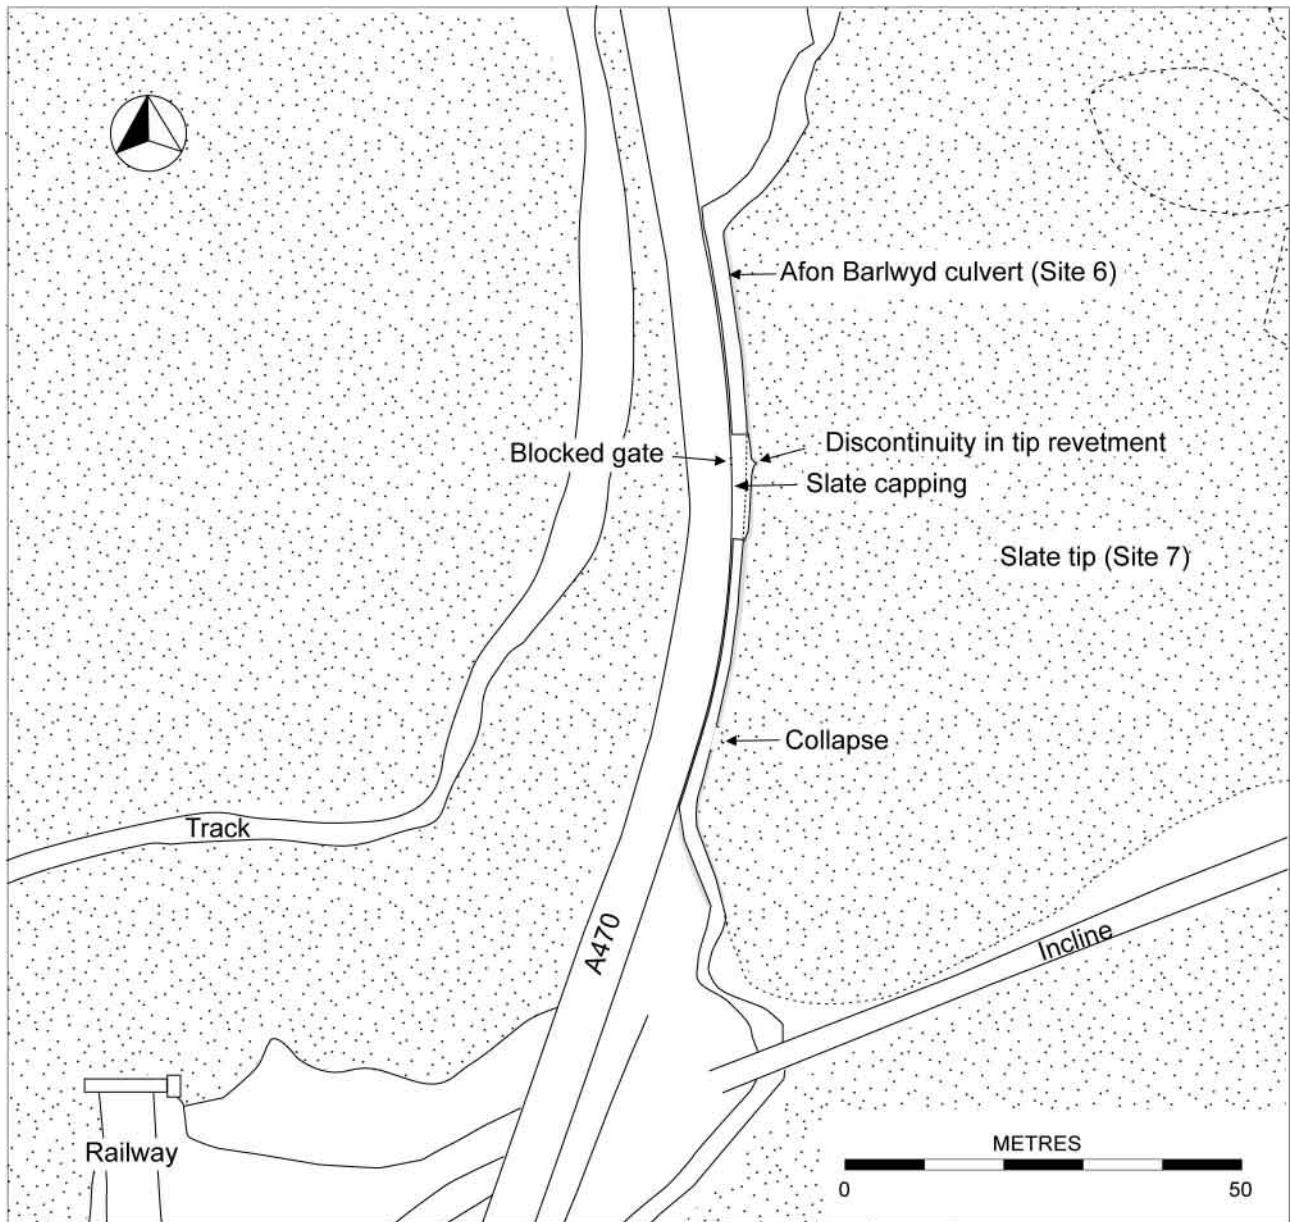 Afon Barlwyd culvert (Site 6)
Discontinuity in tip revetment
Blocked gate
Slate capping
Slate tip (Site 7)
Collapse
Track
A470
Incline
Railway
METRES
0 50